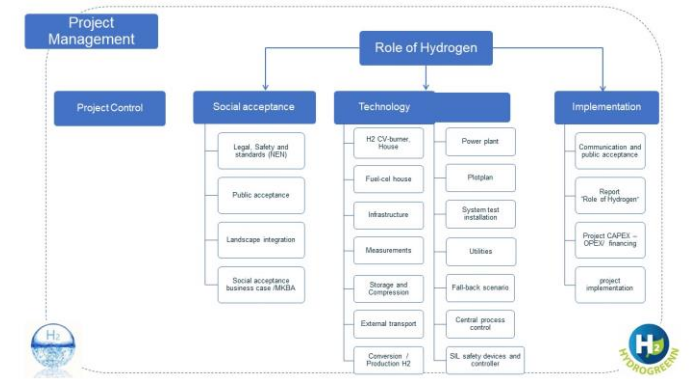 Project
Management
Role of Hydrogen
Project Control
Social acceptance
Technology
Implementation
Legal, Safety and
standards (NEN)
Public acceptance
Landscape integration
Social acceptance
business case /MKBA
H2 CV-burner,
House
Fuel-cal house
Infrastructure
Measurements
Storage and
Compression
External transport
Conversion /
Production H2
Power plant
Plotplan
System test
installation
Utilities
Fall-back scenario
Central process
control
SIL safety devices and
controller
Communication and
public acceptance
Report
"Role of Hydrogen"
Project CAPEX –
OPEX/ financing
project
implementation
H2
H2
HYDROGREENN